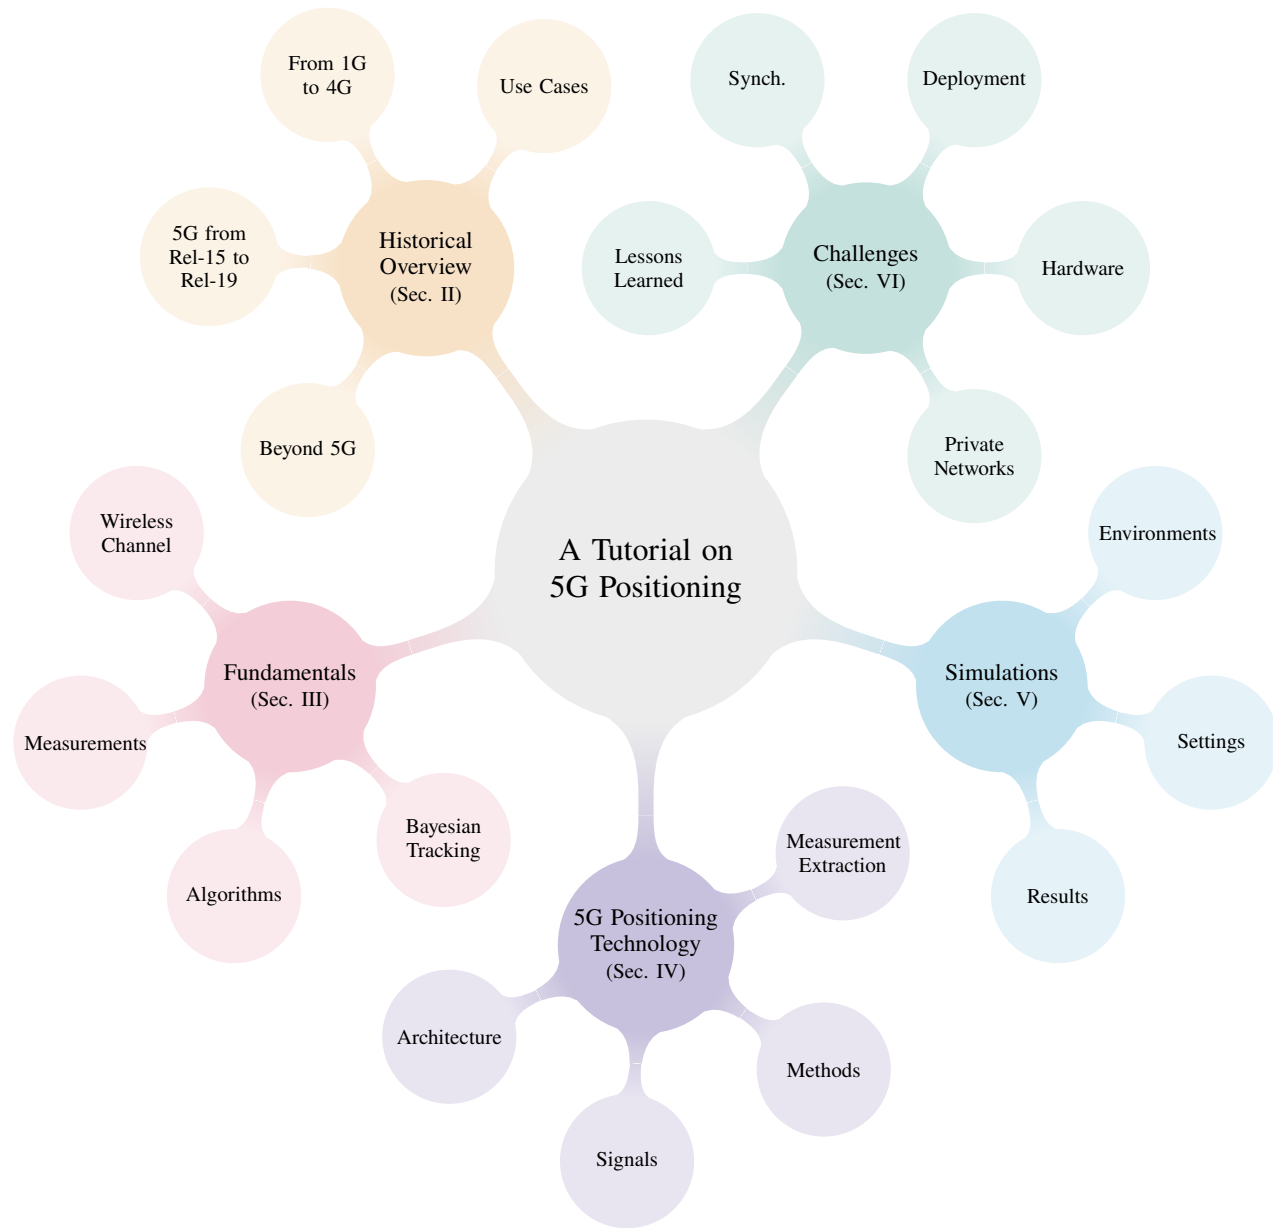 A Tutorial on
5G Positioning
Historical
Overview
(Sec. II)
From 1G
to 4G
Use Cases
5G from
Rel-15 to
Rel-19
Beyond 5G
Challenges
(Sec. VI)
Synch.
Deployment
Lessons
Learned
Hardware
Private
Networks
Fundamentals
(Sec. III)
Wireless
Channel
Measurements
Algorithms
Bayesian
Tracking
5G Positioning
Technology
(Sec. IV)
Measurement
Extraction
Architecture
Signals
Methods
Simulations
(Sec. V)
Environments
Settings
Results